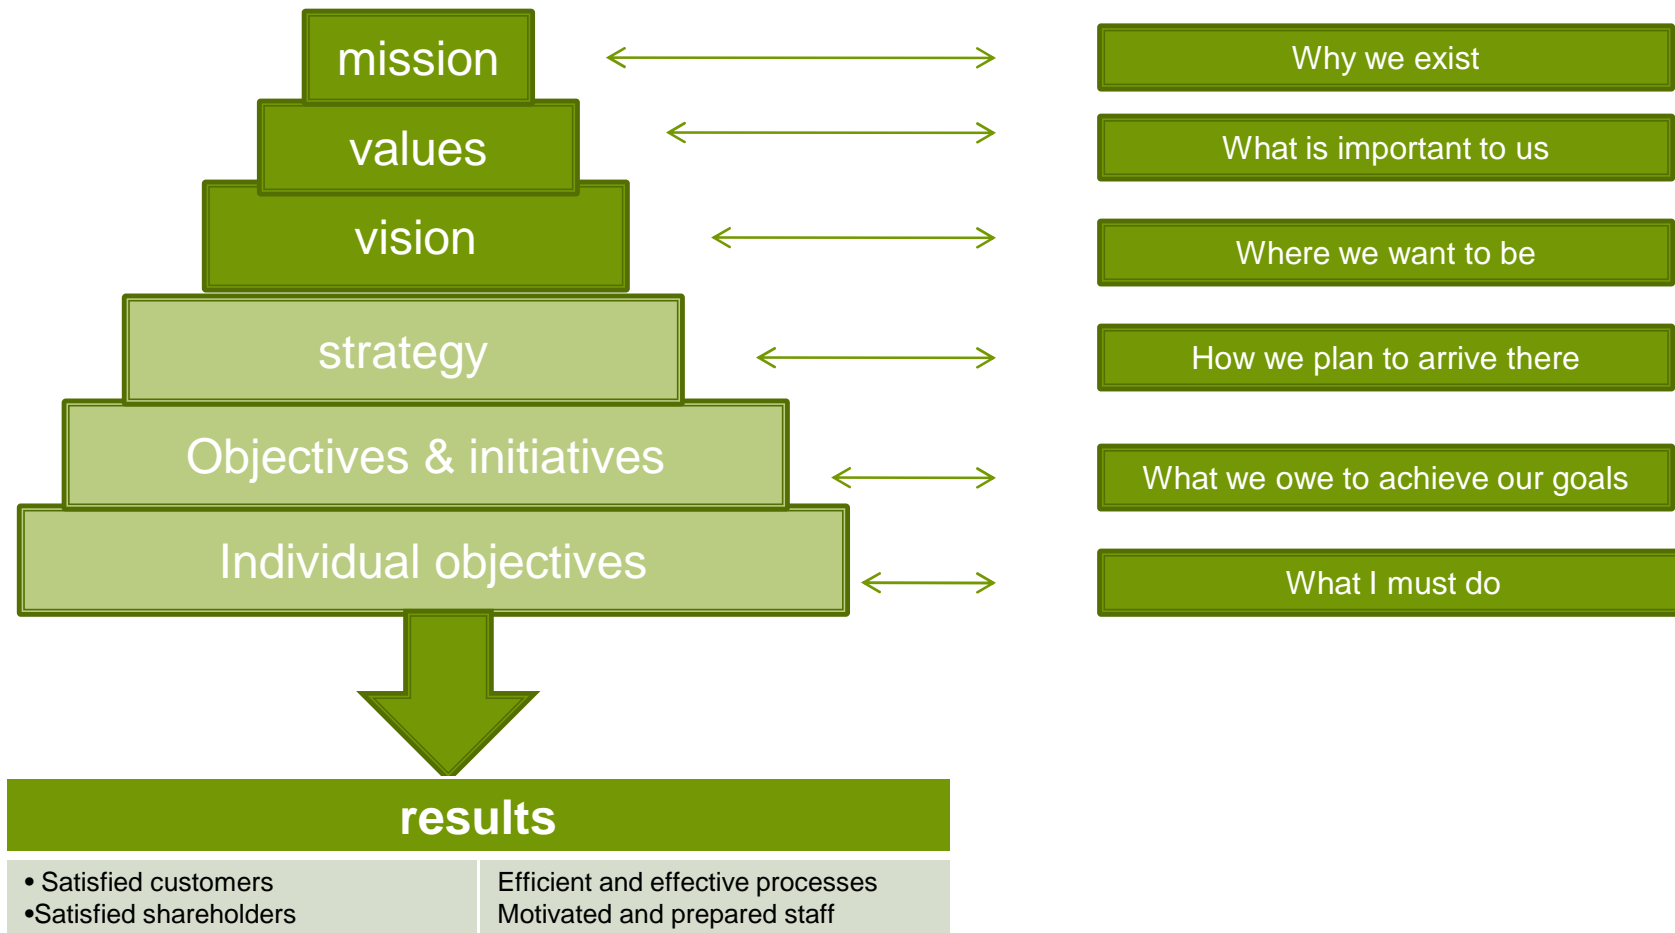 mission
Why we exist
values
What is important to us
vision
Where we want to be
strategy
How we plan to arrive there
Objectives & initiatives
What we owe to achieve our goals
Individual objectives
What I must do
results
• Satisfied customers
•Satisfied shareholders
Efficient and effective processes
Motivated and prepared staff